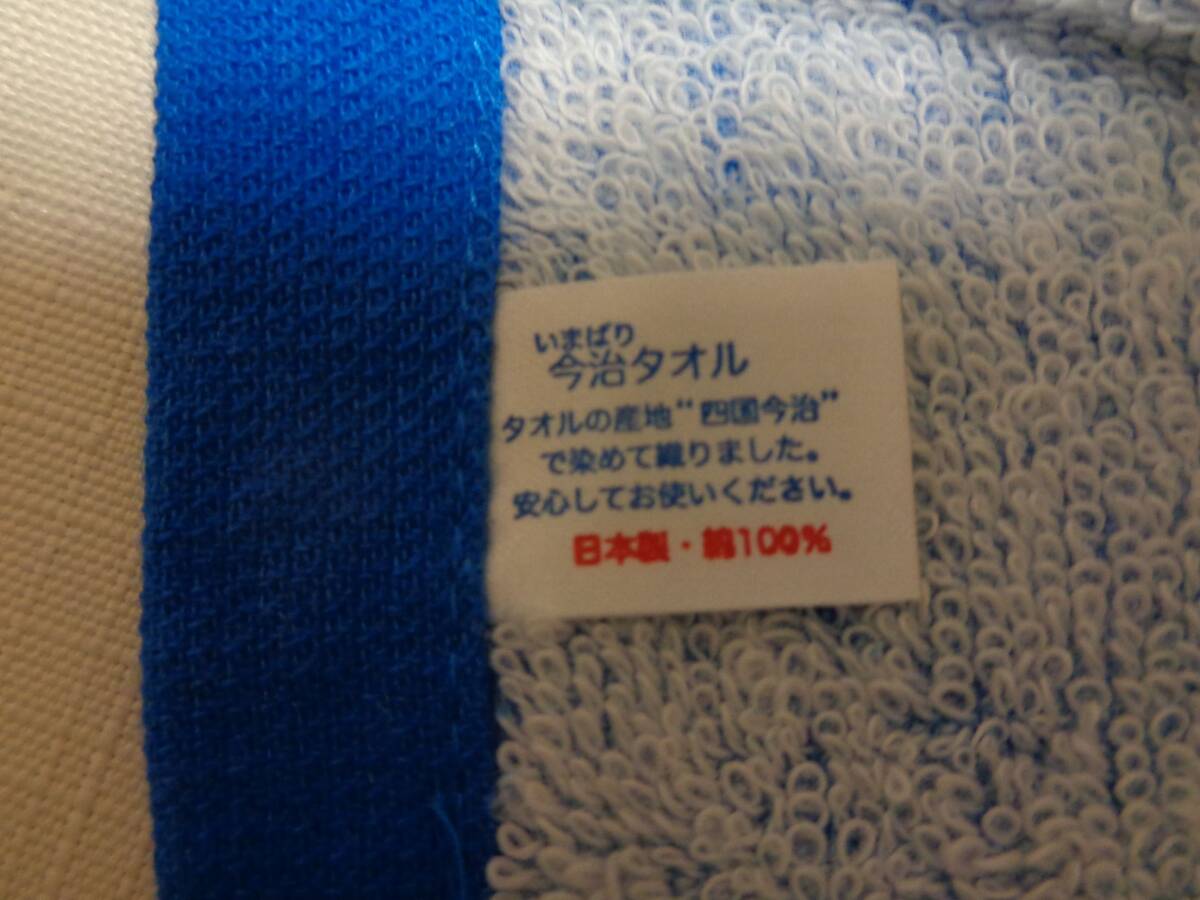 いまばり
今治タオル
タオルの産地“四国今治”
で染めて織りました。
安心してお使いください。
日本製・綿100%